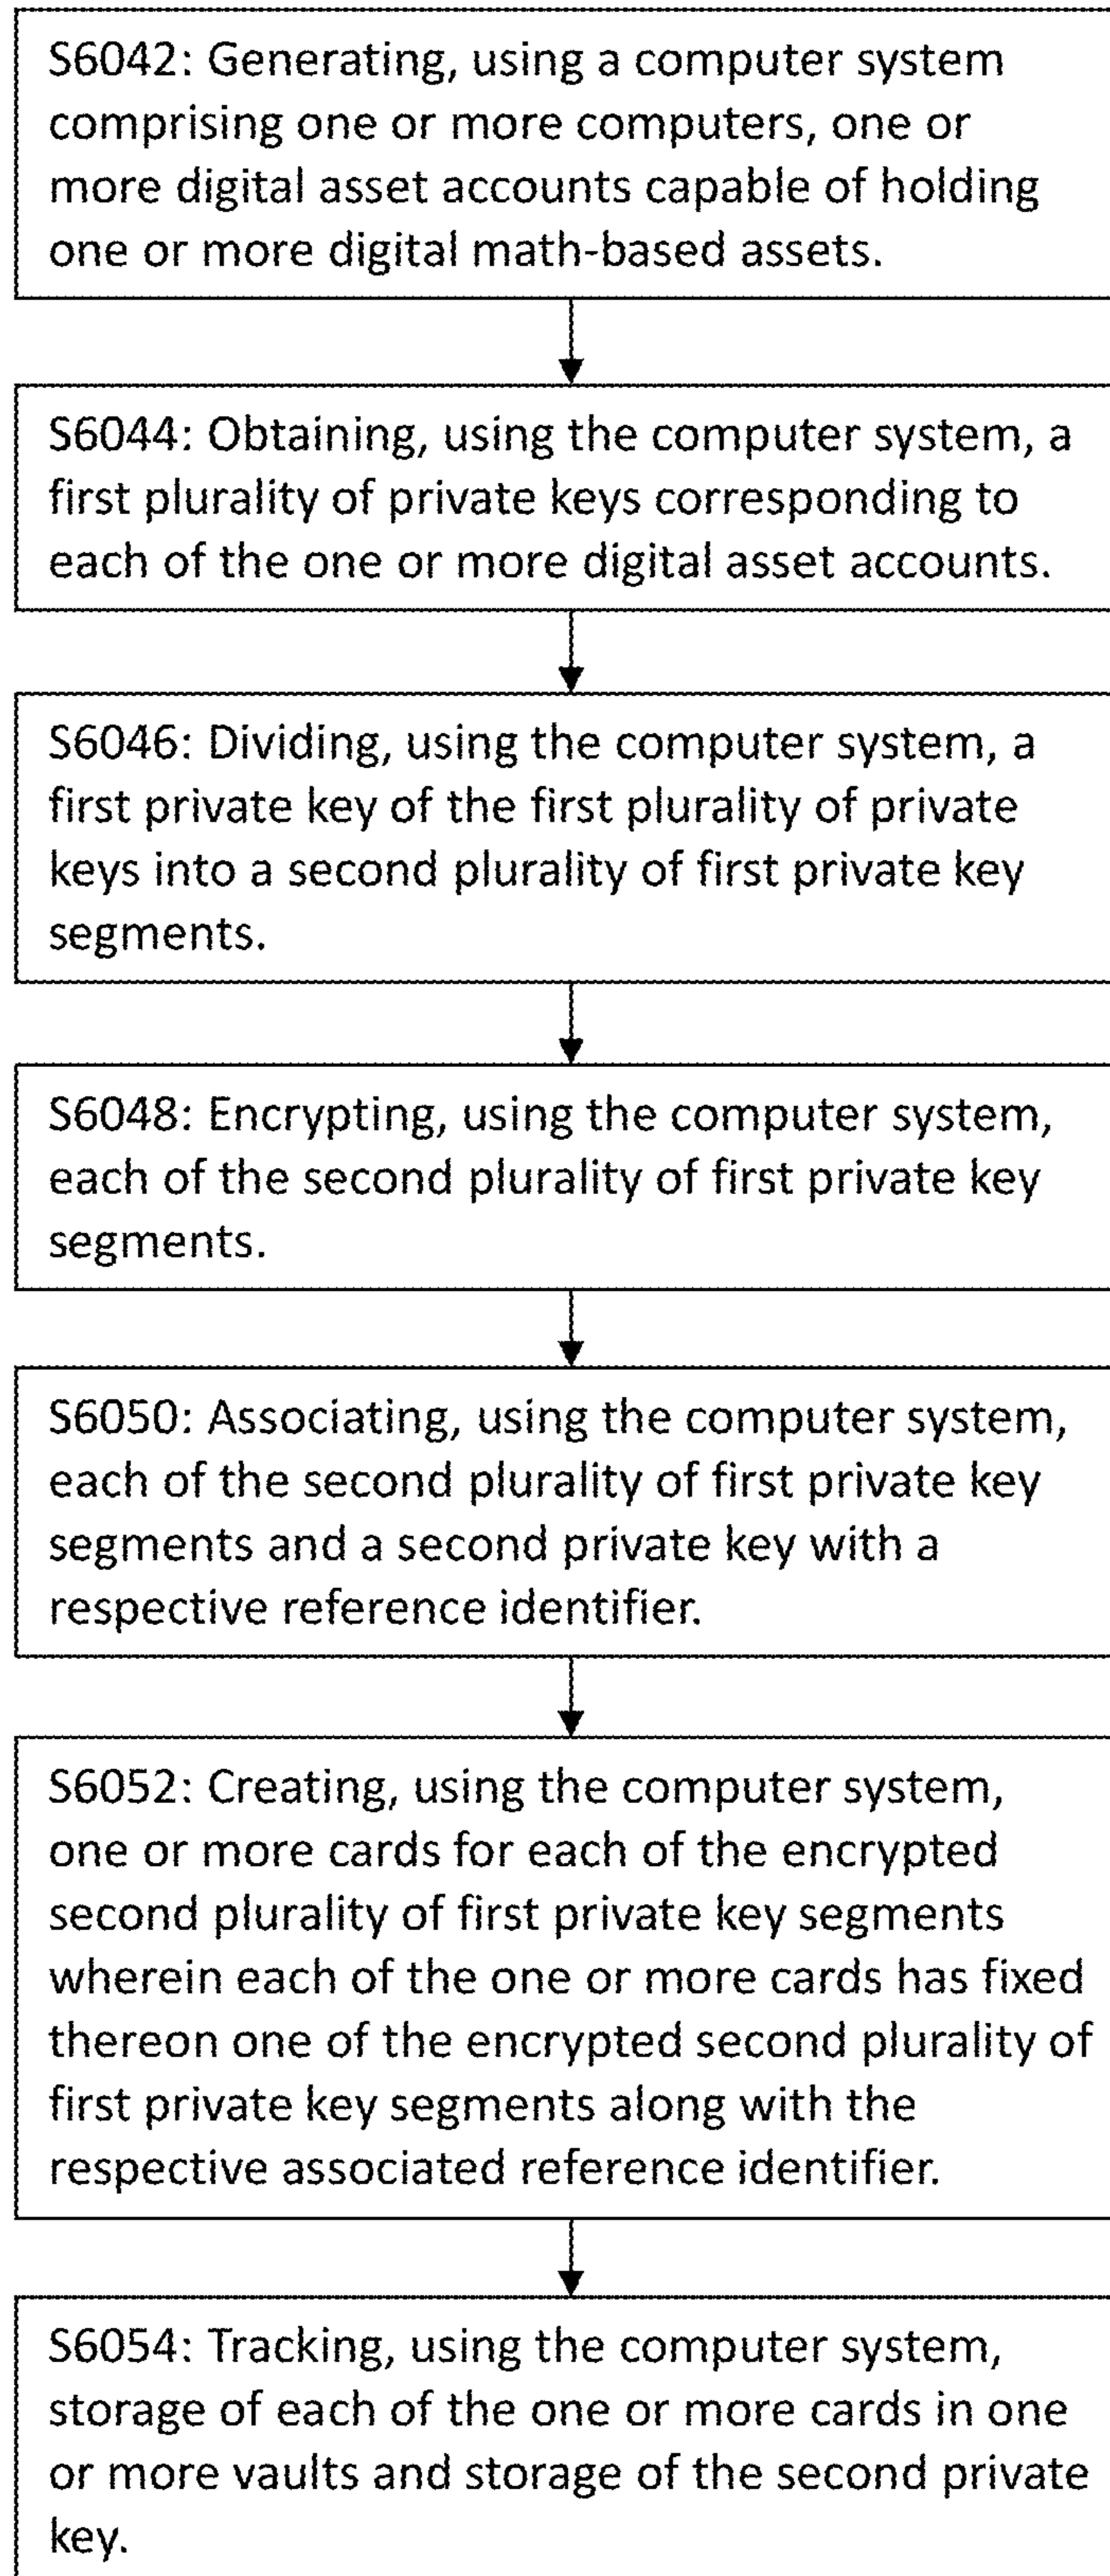 S6042: Generating, using a computer system
comprising one or more computers, one or
more digital asset accounts capable of holding
one or more digital math-based assets.
S6044: Obtaining, using the computer system, a
first plurality of private keys corresponding to
each of the one or more digital asset accounts.
S6046: Dividing, using the computer system, a
first private key of the first plurality of private
keys into a second plurality of first private key
segments.
S6048: Encrypting, using the computer system,
each of the second plurality of first private key
segments.
S6050: Associating, using the computer system,
each of the second plurality of first private key
segments and a second private key with a
respective reference identifier.
S6052: Creating, using the computer system,
one or more cards for each of the encrypted
second plurality of first private key segments
wherein each of the one or more cards has fixed
thereon one of the encrypted second plurality of
first private key segments along with the
respective associated reference identifier.
S6054: Tracking, using the computer system,
storage of each of the one or more cards in one
or more vaults and storage of the second private
key.